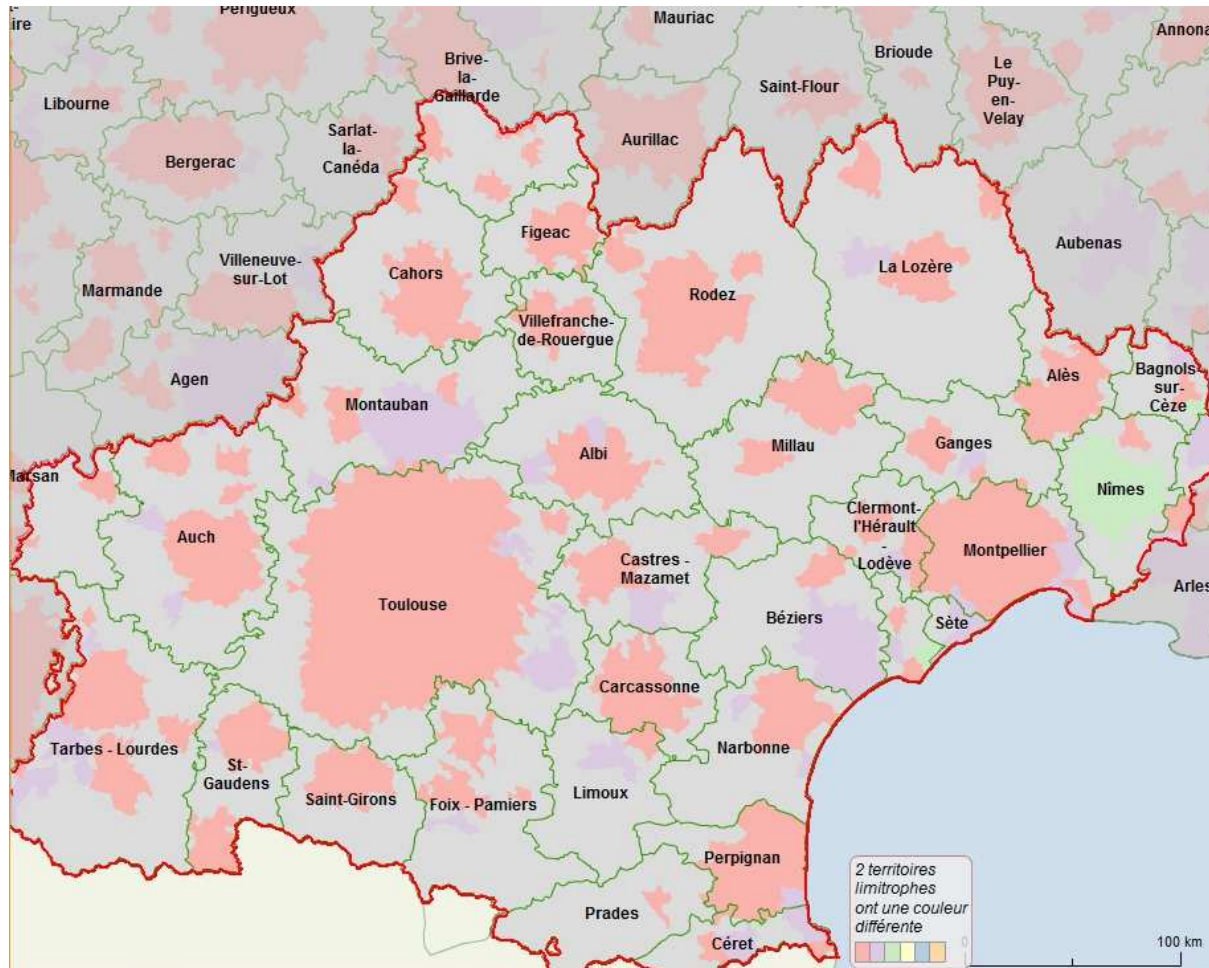 Périgueux
Mauriac
Brioude
Annona
aire
Brive-
la-
Gaillarde
Le
Puy-
en-
Velay
Saint-Flour
Libourne
Sarlat-
la-
Canéda
Aurillac
Bergerac
Figeac
Aubenas
Villeneuve-
sur-Lot
Cahors
La Lozère
Marmande
Rodez
Villefranche-
de-Rouergue
Agen
Alès
Bagnols
sur-
Cèze
Montauban
Albi
Millau
Ganges
Marsan
Nîmes
Clermont-
l'Hérault
-
Lodève
Auch
Montpellier
Castres -
Mazamet
Arles
Toulouse
Béziers
Sète
Carcassonne
Tarbes - Lourdes
Narbonne
St-
Gaudens
Saint-Girons
Foix - Pamiers
Limoux
Perpignan
Prades
Céret
2 territoires
limitrophes
ont une couleur
différente
0
100 km